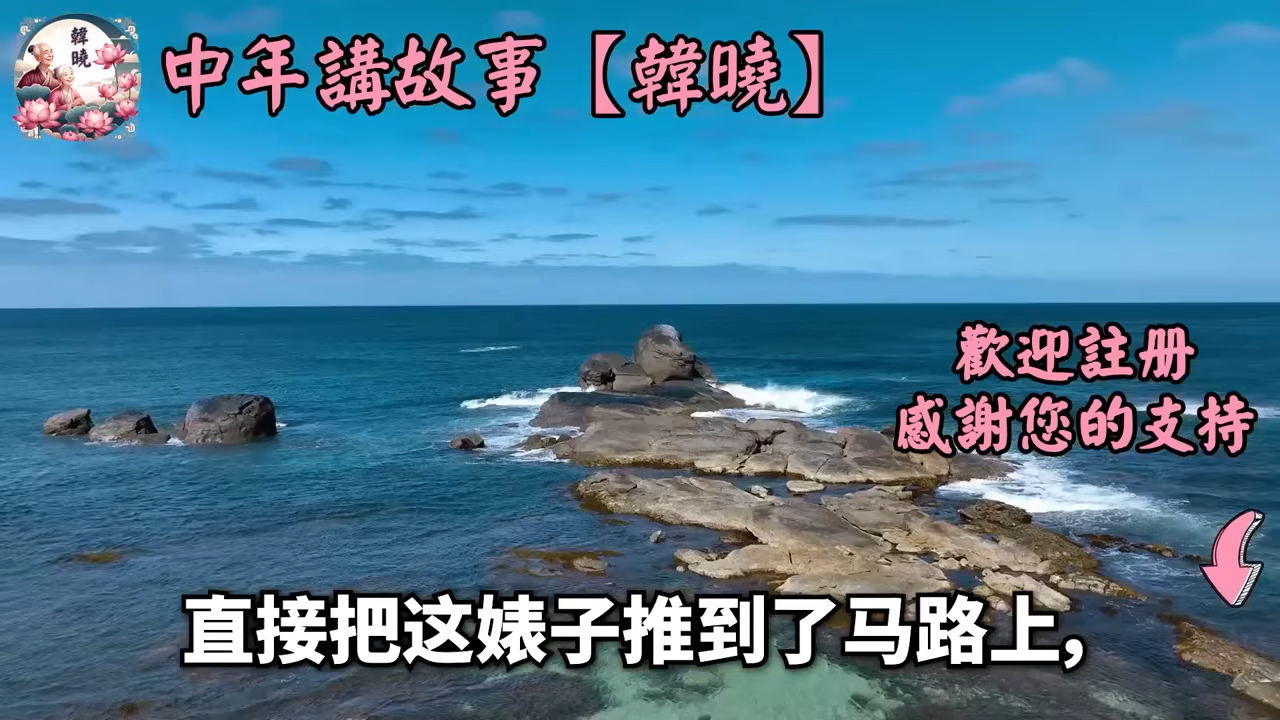 韓
曉
中年講故事【韓曉】
歡迎註册
感謝您的支持
直接把这婊子推到了马路上,